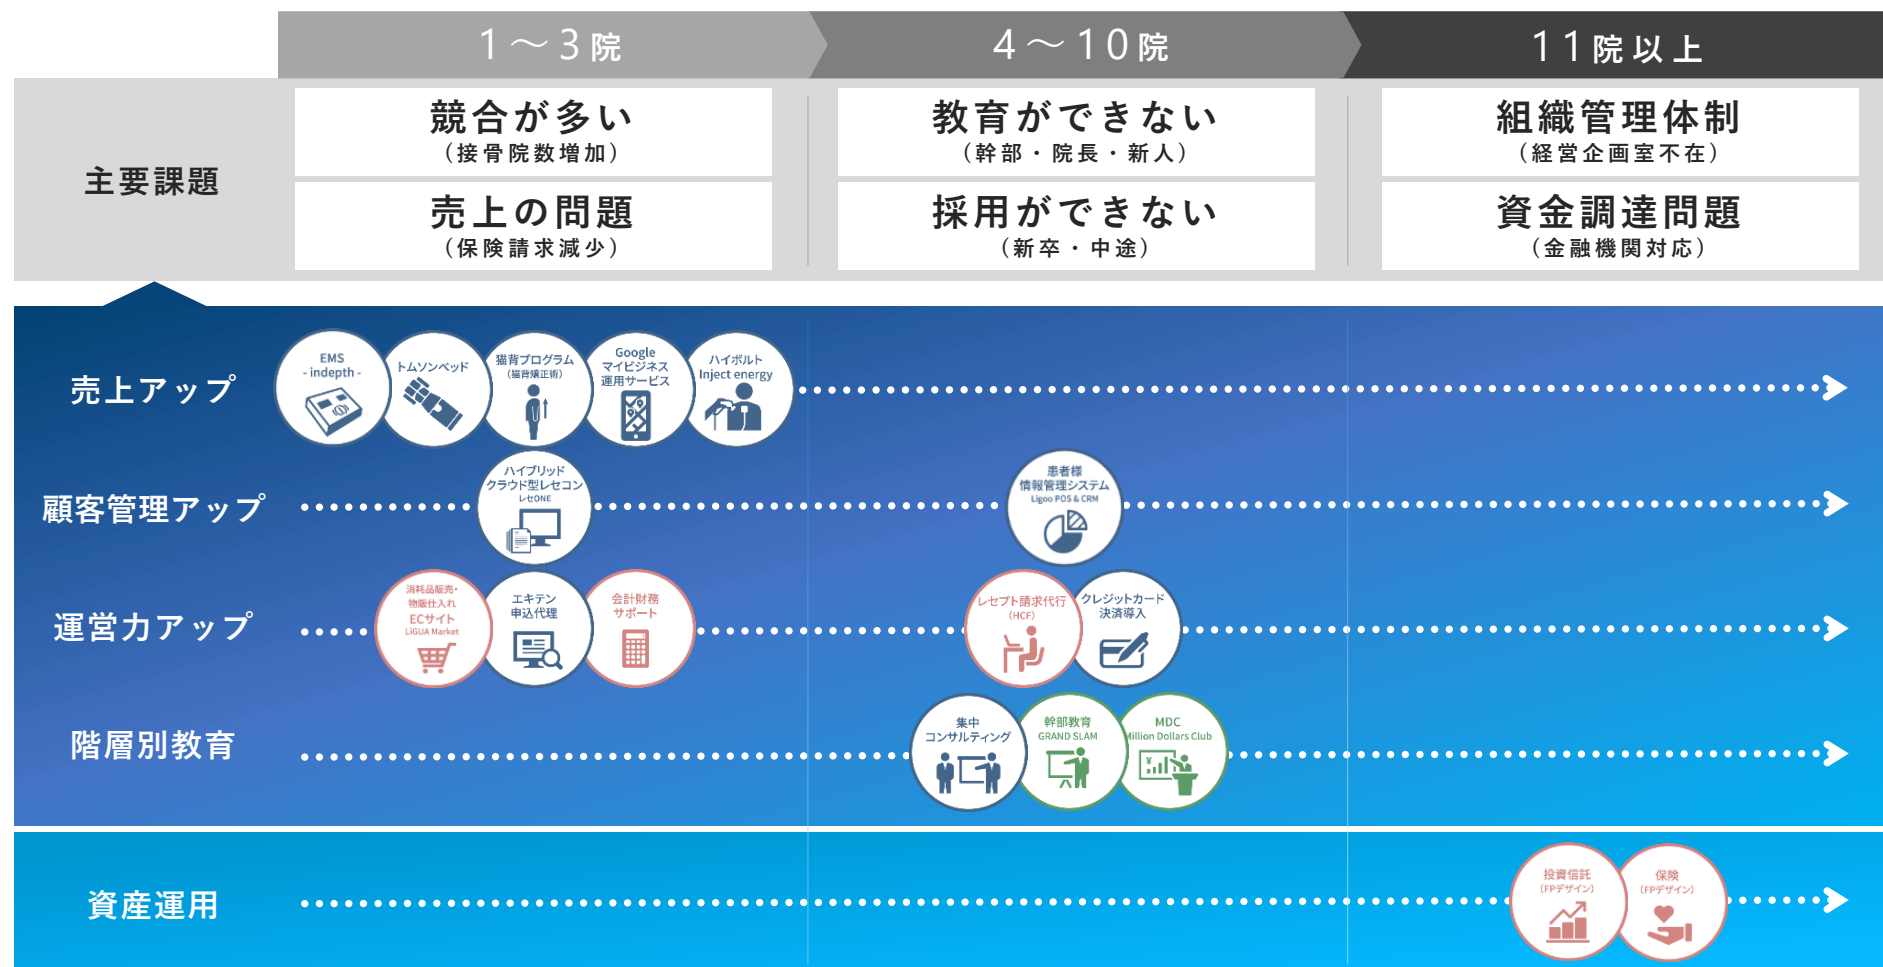 1～3院
4～10院
11院以上
主要課題
競合が多い
（接骨院数増加）
売上の問題
（保険請求減少）
教育ができない
（幹部・院長・新人）
採用ができない
（新卒・中途）
組織管理体制
（経営企画室不在）
資金調達問題
（金融機関対応）
売上アップ
EMS
- indepth -
トムソンベッド
猫背プログラム
（猫背矯正術）
Google
マイビジネス
運用サービス
ハイボルト
Inject energy
顧客管理アップ
ハイブリッド
クラウド型レセコン
レセONE
患者様
情報管理システム
Ligoo POS & CRM
運営力アップ
消耗品販売・
物販仕入れ
ECサイト
LiGUA Market
エキテン
申込代理
会計財務
サポート
レセプト請求代行
（HCF）
クレジットカード
決済導入
階層別教育
集中
コンサルティング
幹部教育
GRAND SLAM
MDC
Million Dollars Club
資産運用
投資信託
（FPデザイン）
保険
（FPデザイン）